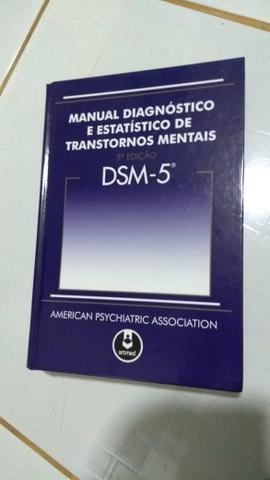 MANUAL DIAGNÓSTICO
E ESTATÍSTICO DE
TRANSTORNOS MENTAIS
5ª EDIÇÃO
DSM-5®
AMERICAN PSYCHIATRIC ASSOCIATION
artmed